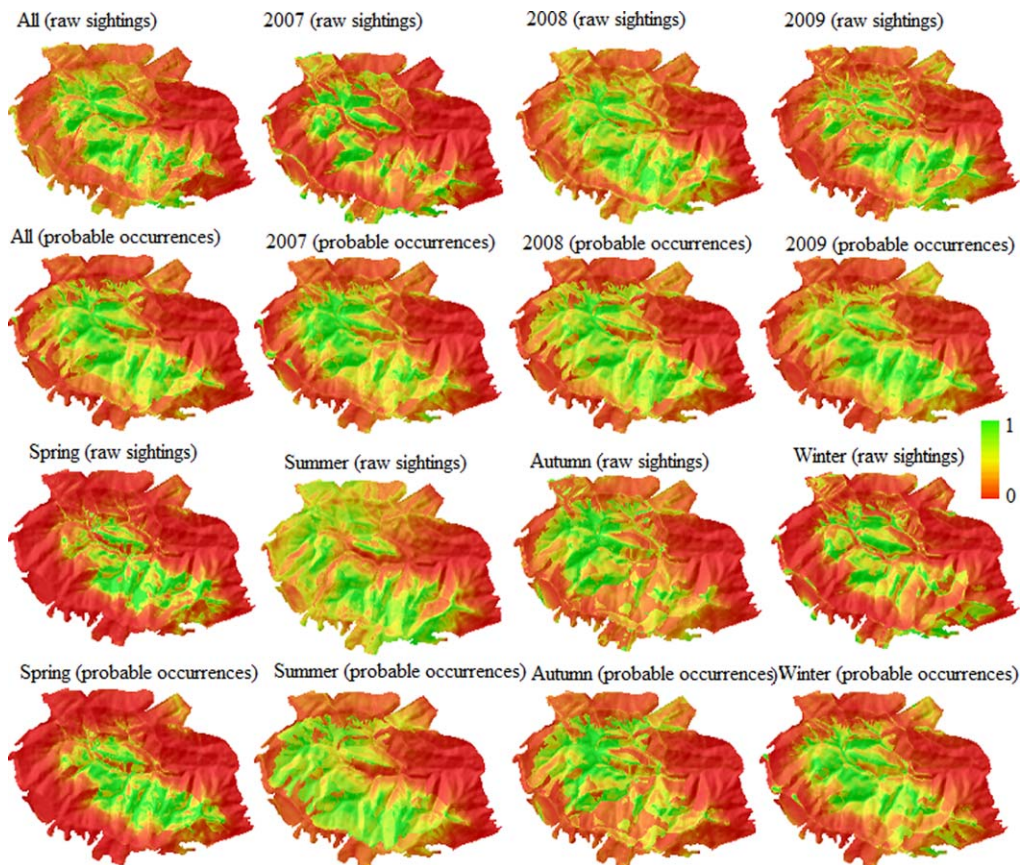 All (raw sightings)
2007 (raw sightings)
2008 (raw sightings)
2009 (raw sightings)
All (probable occurrences)
2007 (probable occurrences)
2008 (probable occurrences)
2009 (probable occurrences)
1
0
Spring (raw sightings)
Summer (raw sightings)
Autumn (raw sightings)
Winter (raw sightings)
Spring (probable occurrences)
Summer (probable occurrences)
Autumn (probable occurrences)
Winter (probable occurrences)